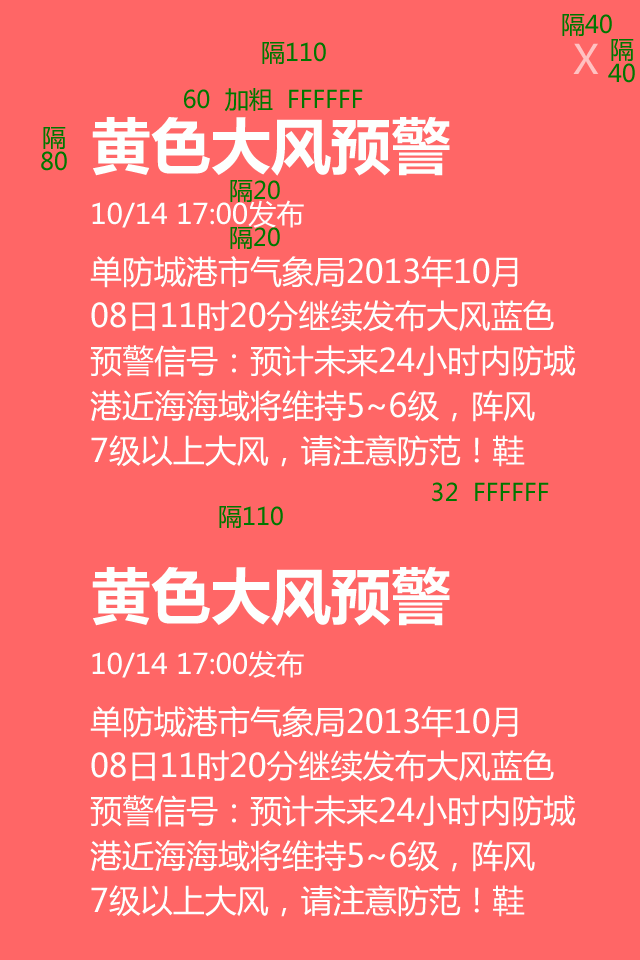 隔40
隔110
X
隔
40
60 加粗 FFFFFF
隔
80
黄色大风预警
隔20
10/14 17:00发布
隔20
单防城港市气象局2013年10月
08日11时20分继续发布大风蓝色
预警信号：预计未来24小时内防城
港近海海域将维持5~6级，阵风
7级以上大风，请注意防范！鞋
32 FFFFFF
隔110
黄色大风预警
10/14 17:00发布
单防城港市气象局2013年10月
08日11时20分继续发布大风蓝色
预警信号：预计未来24小时内防城
港近海海域将维持5~6级，阵风
7级以上大风，请注意防范！鞋